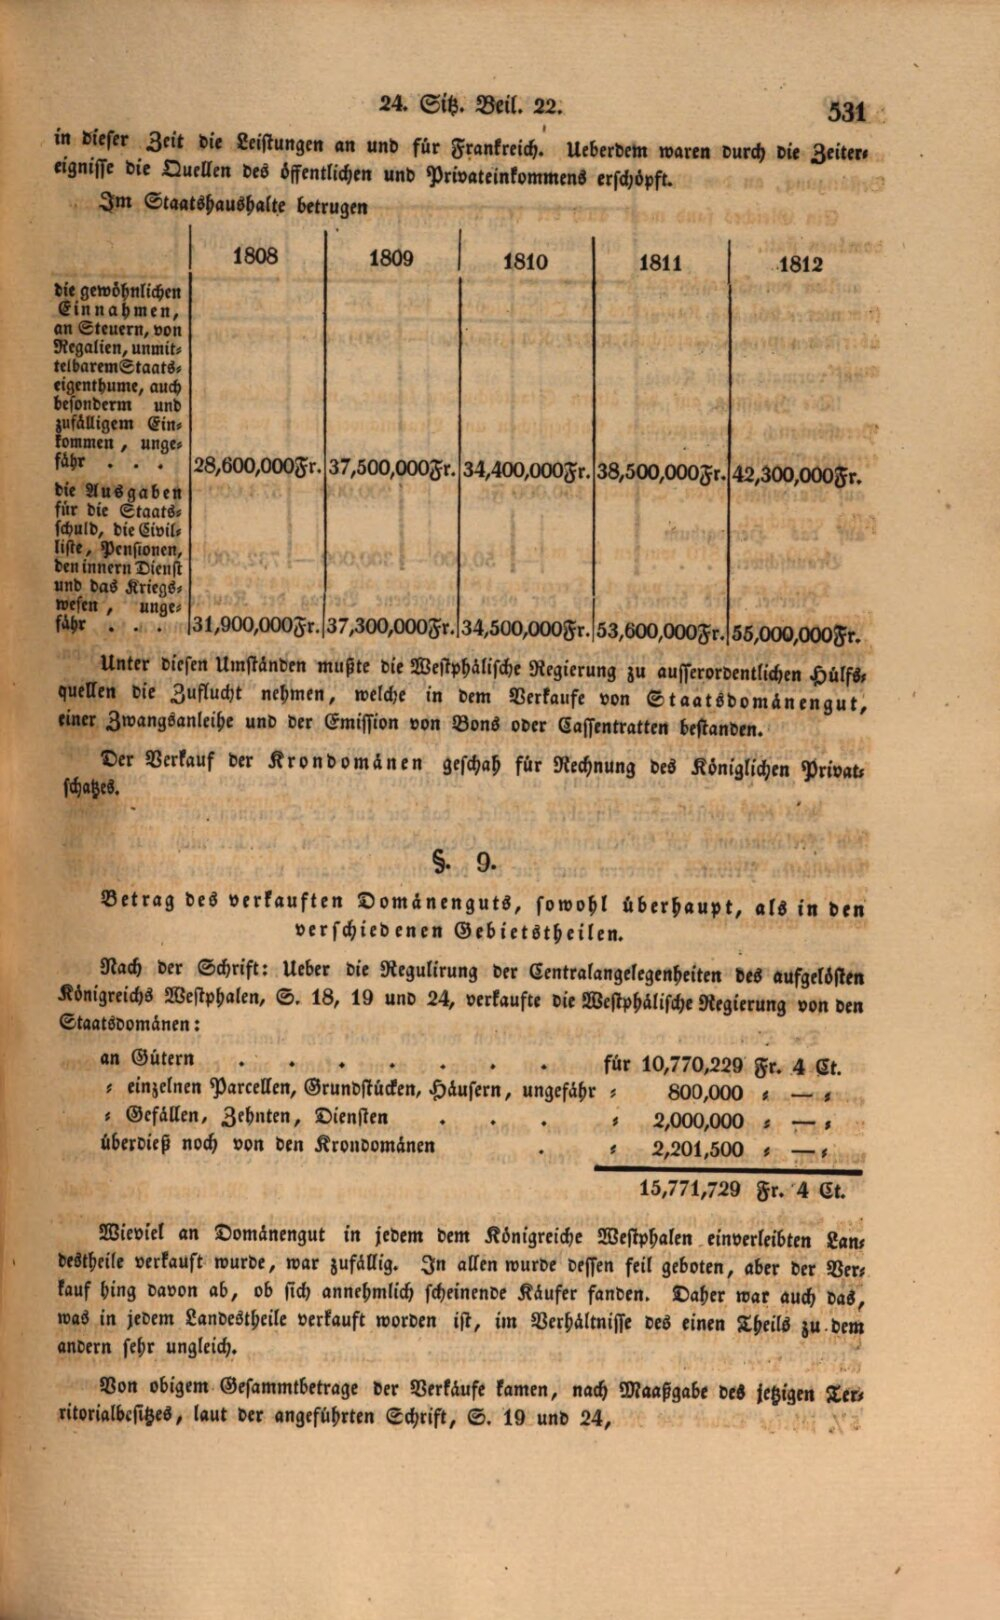 24. Sitz. Beil. 22. 531
in dieser Zeit die Leistungen an und für Frankreich. Ueberdem waren durch die Zeiter⸗
eignisse die Quellen des öffentlichen und Privateinkommens erschöpft.
Im Staatshaushalte betrugen
1808 1809 1810 1811 1812
die gewöhnlichen
Einnahmen,
an Steuern, von
Regalien, unmit⸗
telbarem Staats⸗
eigenthume, auch
besonderm und
zufälligem Ein⸗
kommen, unge⸗
fähr . . . 28,600,000 Fr. 37,500,000 Fr. 34,400,000 Fr. 38,500,000 Fr. 42,300,000 Fr.
die Ausgaben
für die Staats⸗
schuld, die Civil⸗
liste, Pensionen,
den innern Dienst
und das Kriegs⸗
wesen, unge⸗
fähr . . . 31,900,000 Fr. 37,300,000 Fr. 34,500,000 Fr. 53,600,000 Fr. 55,000,000 Fr.
Unter diesen Umständen mußte die Westphälische Regierung zu ausserordentlichen Hülfs⸗
quellen die Zuflucht nehmen, welche in dem Verkaufe von Staatsdomänengut,
einer Zwangsanleihe und der Emission von Bons oder Cassentratten bestanden.
Der Verkauf der Krondomänen geschah für Rechnung des Königlichen Privat⸗
schatzes.
§. 9.
Betrag des verkauften Domänenguts, sowohl überhaupt, als in den
verschiedenen Gebietstheilen.
Nach der Schrift: Ueber die Regulirung der Centralangelegenheiten des aufgelösten
Königreichs Westphalen, S. 18, 19 und 24, verkaufte die Westphälische Regierung von den
Staatsdomänen:
an Gütern . . . . . . . für 10,770,229 Fr. 4 Ct.
⸗ einzelnen Parcellen, Grundstücken, Häusern, ungefähr ⸗ 800,000 ⸗ — ⸗
⸗ Gefällen, Zehnten, Diensten . . . ⸗ 2,000,000 ⸗ — ⸗
überdieß noch von den Krondomänen . ⸗ 2,201,500 ⸗ — ⸗
15,771,729 Fr. 4 Ct.
Wieviel an Domänengut in jedem dem Königreiche Westphalen einverleibten Lan⸗
destheile verkauft wurde, war zufällig. In allen wurde dessen feil geboten, aber der Ver⸗
kauf hing davon ab, ob sich annehmlich scheinende Käufer fanden. Daher war auch das,
was in jedem Landestheile verkauft worden ist, im Verhältnisse des einen Theils zu dem
andern sehr ungleich.
Von obigem Gesammtbetrage der Verkäufe kamen, nach Maaßgabe des jetzigen Ter⸗
ritorialbesitzes, laut der angeführten Schrift, S. 19 und 24,